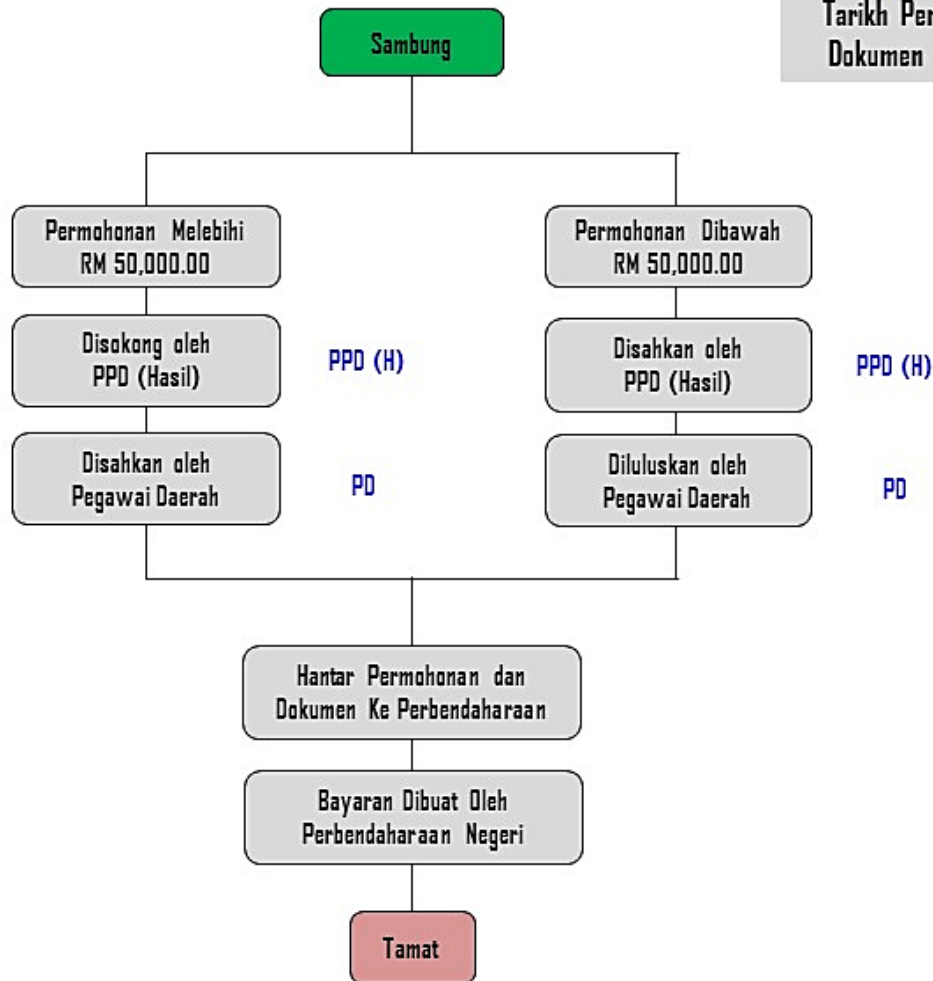 Sambung
Tarikh
Dokumen
Permohonan Melebihi
RM 50,000.00
Disokong oleh
PPD (Hasil)
PPD (H)
Disahkan oleh
Pegawai Daerah
PD
Permohonan Dibawah
RM 50,000.00
Disahkan oleh
PPD (Hasil)
PPD (H)
Diluluskan oleh
Pegawai Daerah
PD
Hantar Permohonan dan
Dokumen Ke Perbendaharaan
Bayaran Dibuat Oleh
Perbendaharaan Negeri
Tamat